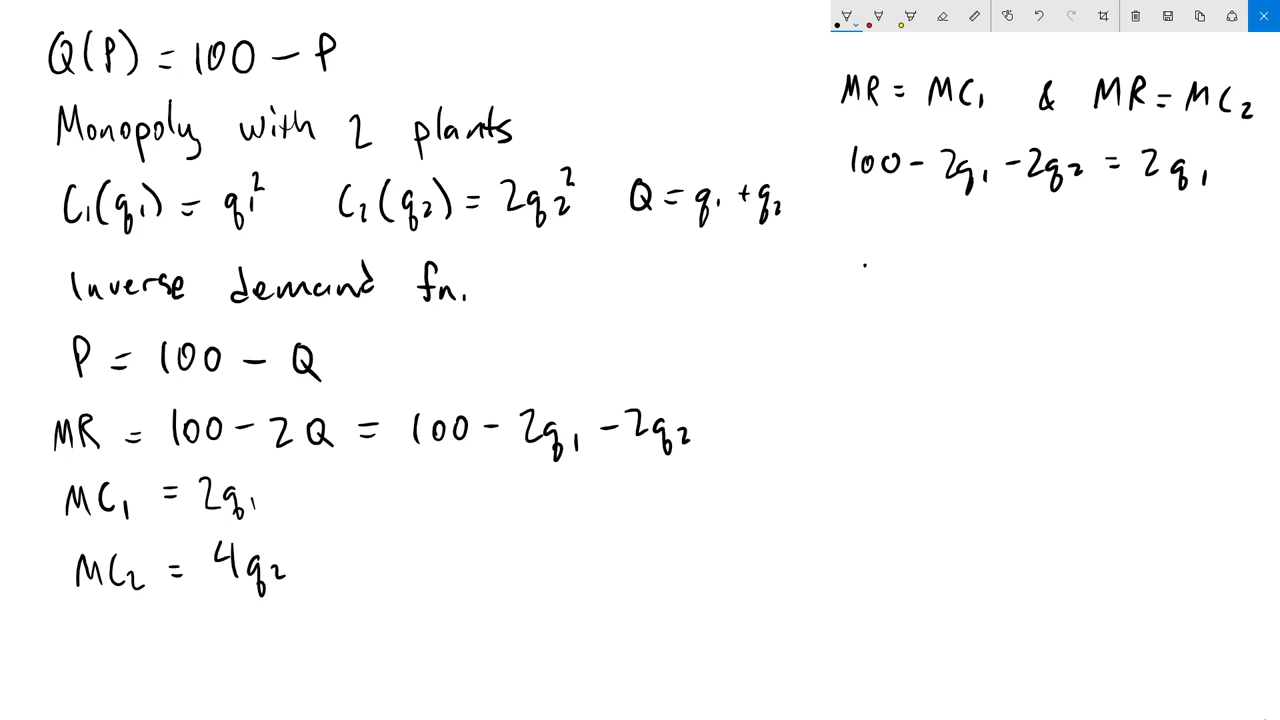 Q(P) = 100 - P
Monopoly with 2 plants
C₁(q₁) = q₁² C₂(q₂) = 2q₂² Q = q₁ + q₂
Inverse demand fn.
P = 100 - Q
MR = 100 - 2Q = 100 - 2q₁ - 2q₂
MC₁ = 2q₁
MC₂ = 4q₂
MR = MC₁ & MR = MC₂
100 - 2q₁ - 2q₂ = 2q₁